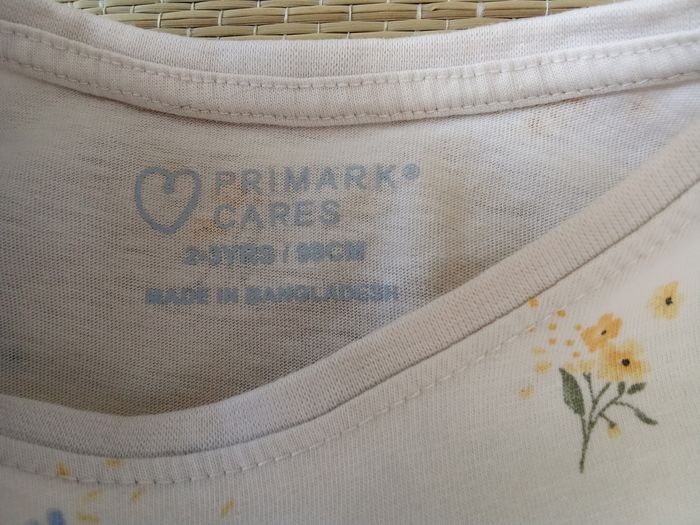 PRIMARK®
CARES
2-3YRS / 98CM
MADE IN BANGLADESH